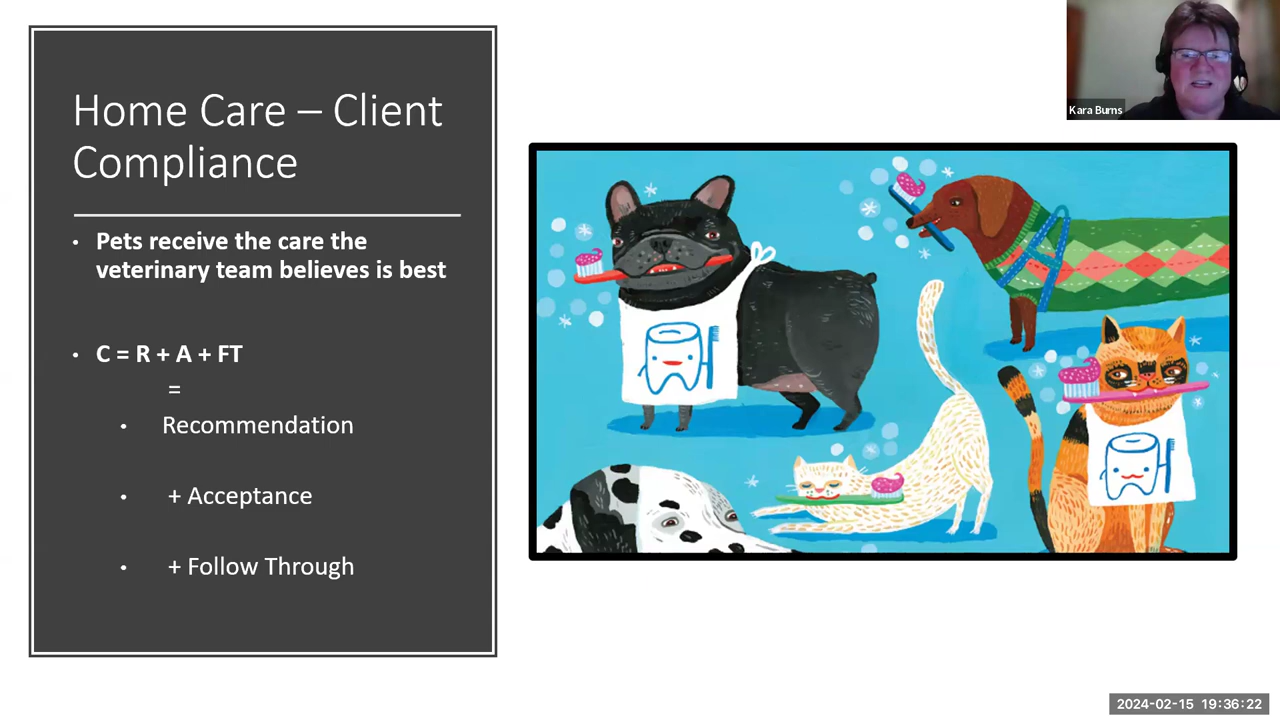 Home Care – Client
Compliance
• Pets receive the care the
veterinary team believes is best
• C = R + A + FT
=
• Recommendation
• + Acceptance
• + Follow Through
Kara Burns
2024-02-15 19:36:22